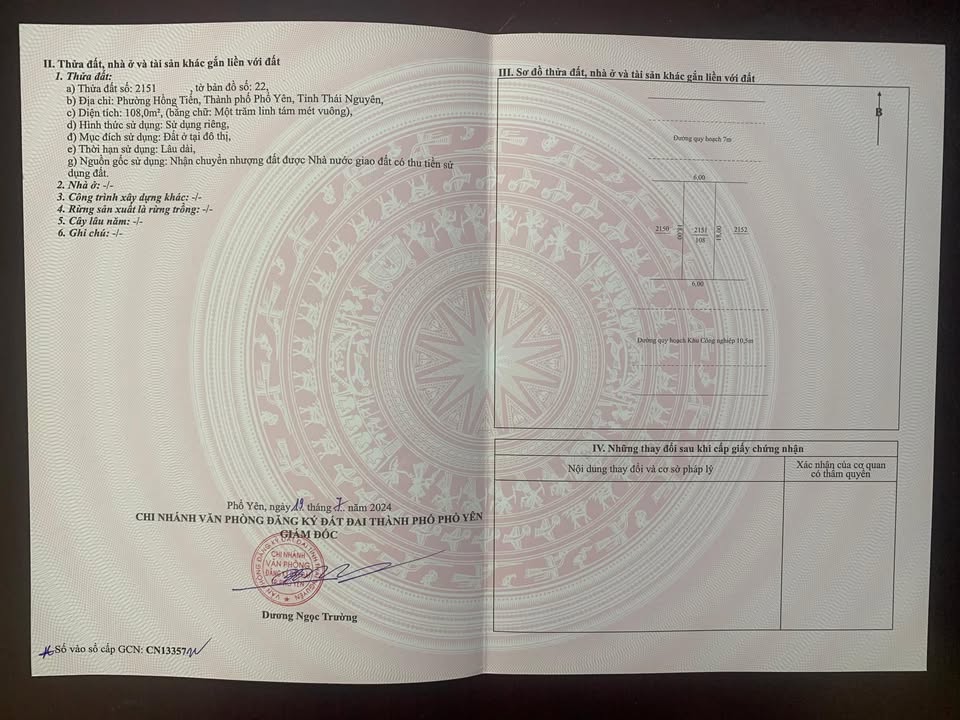 II. Thửa đất, nhà ở và tài sản khác gắn liền với đất
1. Thửa đất:
a) Thửa đất số: 2151 , tờ bản đồ số: 22,
b) Địa chỉ: Phường Hồng Tiến, Thành phố Phổ Yên, Tỉnh Thái Nguyên,
c) Diện tích: 108,0m², (bằng chữ: Một trăm linh tám mét vuông),
d) Hình thức sử dụng: Sử dụng riêng,
đ) Mục đích sử dụng: Đất ở tại đô thị,
e) Thời hạn sử dụng: Lâu dài,
g) Nguồn gốc sử dụng: Nhận chuyển nhượng đất được Nhà nước giao đất có thu tiền sử
dụng đất.
2. Nhà ở: -/-
3. Công trình xây dựng khác: -/-
4. Rừng sản xuất là rừng trồng: -/-
5. Cây lâu năm: -/-
6. Ghi chú: -/-
Phổ Yên, ngày 19 tháng 7 năm 2024
CHI NHÁNH VĂN PHÒNG ĐĂNG KÝ ĐẤT ĐAI THÀNH PHỐ PHỔ YÊN
GIÁM ĐỐC
CHI NHÁNH
VĂN PHÒNG
Dương Ngọc Trường
Số vào sổ cấp GCN: CN13357
III. Sơ đồ thửa đất, nhà ở và tài sản khác gắn liền với đất
B
Đường quy hoạch 7m
6.00
2150 18.00 2151 18.00 2152
108
6.00
Đường quy hoạch Khu Công nghiệp 10,5m
IV. Những thay đổi sau khi cấp giấy chứng nhận
Nội dung thay đổi và cơ sở pháp lý
Xác nhận của cơ quan
có thẩm quyền